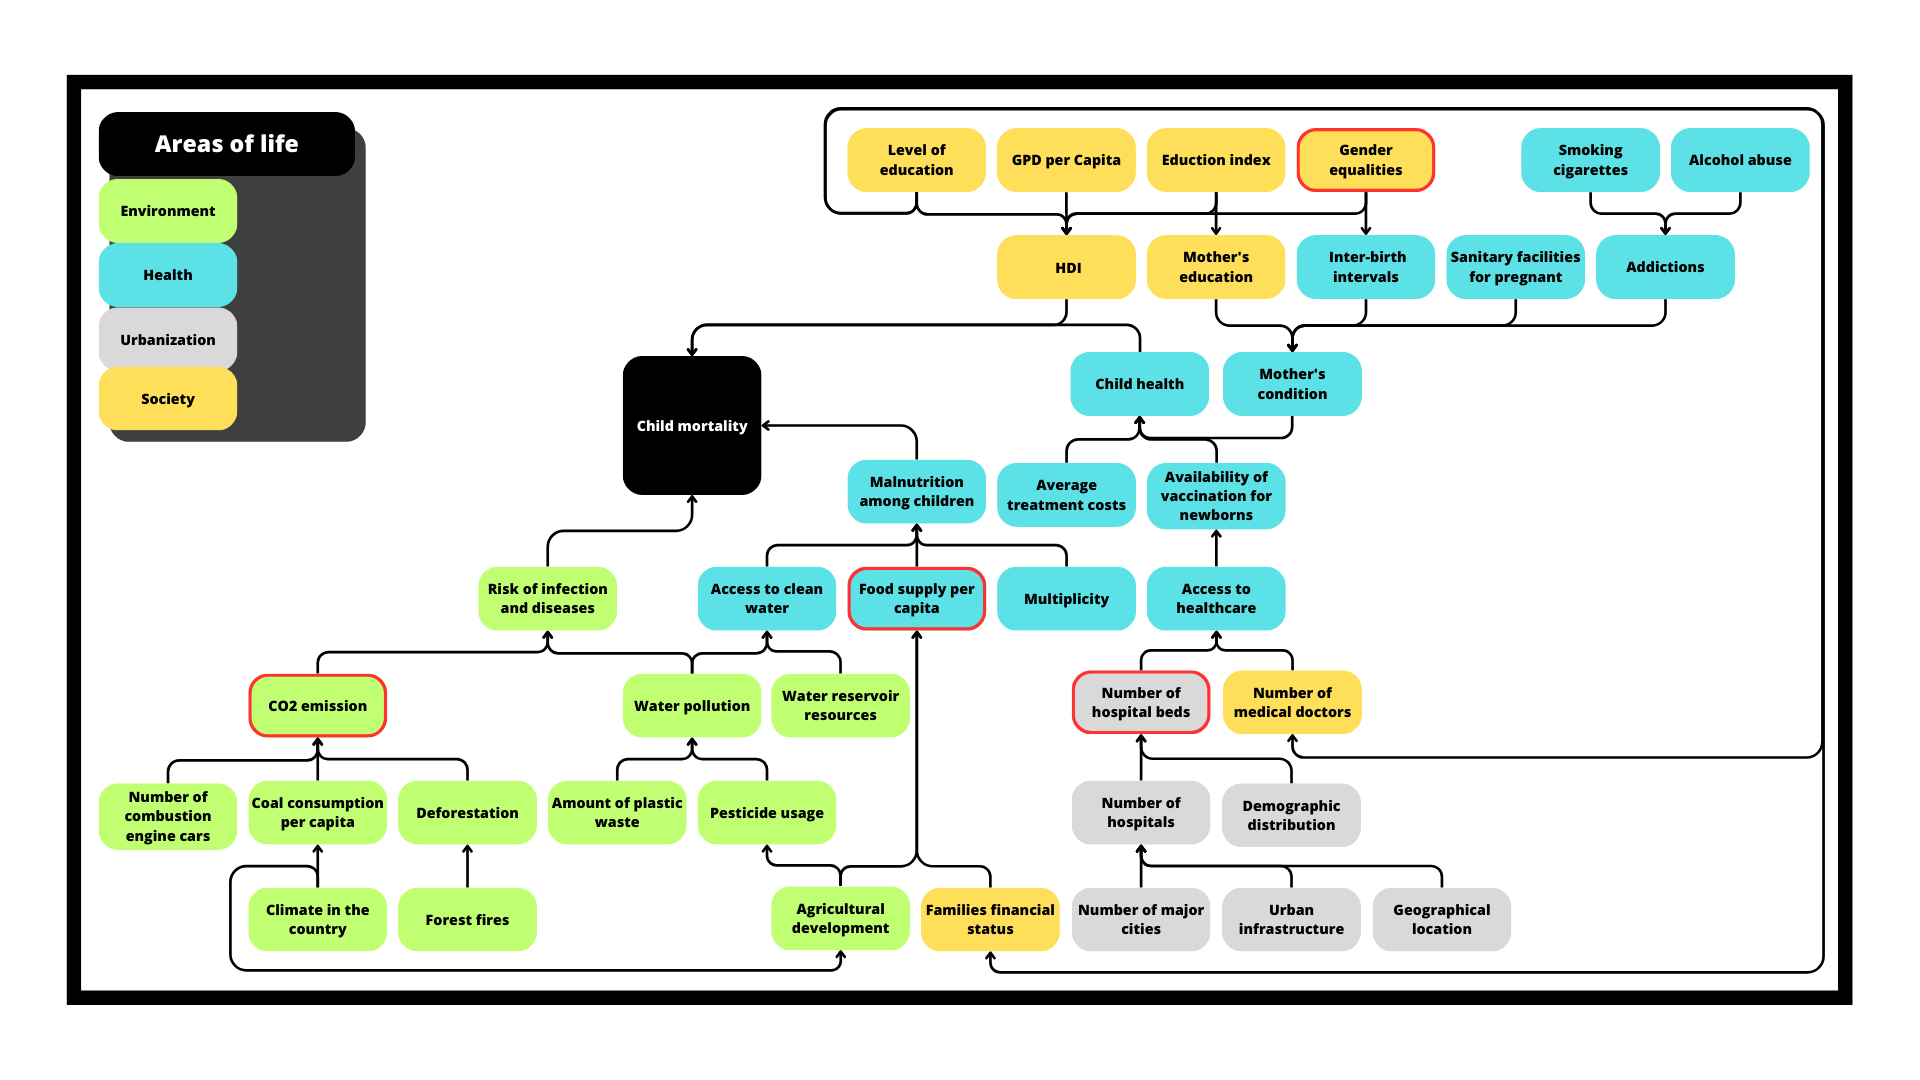 Areas of life
Environment
Health
Urbanization
Society
Level of
education
GPD per Capita
Eduction index
Gender
equalities
Smoking
cigarettes
Alcohol abuse
HDI
Mother's
education
Inter-birth
intervals
Sanitary facilities
for pregnant
Addictions
Child mortality
Child health
Mother's
condition
Malnutrition
among children
Average
treatment costs
Availability of
vaccination for
newborns
Risk of infection
and diseases
Access to clean
water
Food supply per
capita
Multiplicity
Access to
healthcare
CO2 emission
Water pollution
Water reservoir
resources
Number of
hospital beds
Number of
medical doctors
Number of
combustion
engine cars
Coal consumption
per capita
Deforestation
Amount of plastic
waste
Pesticide usage
Number of
hospitals
Demographic
distribution
Climate in the
country
Forest fires
Agricultural
development
Families financial
status
Number of major
cities
Urban
infrastructure
Geographical
location